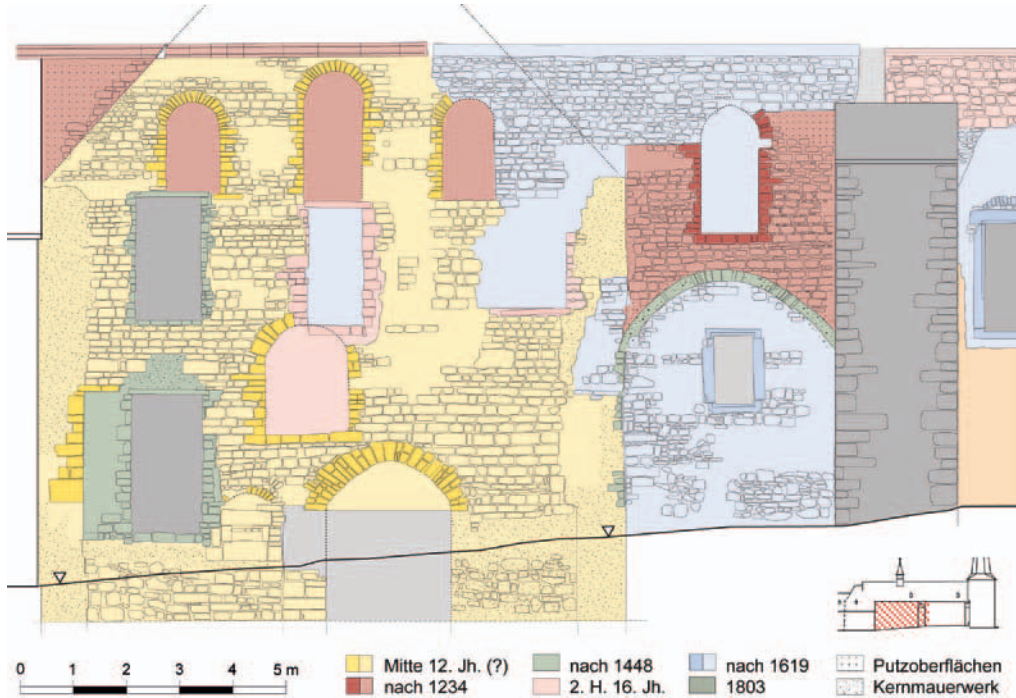 Mitte 12. Jh. (?) nach 1448 nach 1619 Putzoberflächen
0 1 2 3 4 5 m nach 1234 2. H. 16. Jh. 1803 Kernmauerwerk